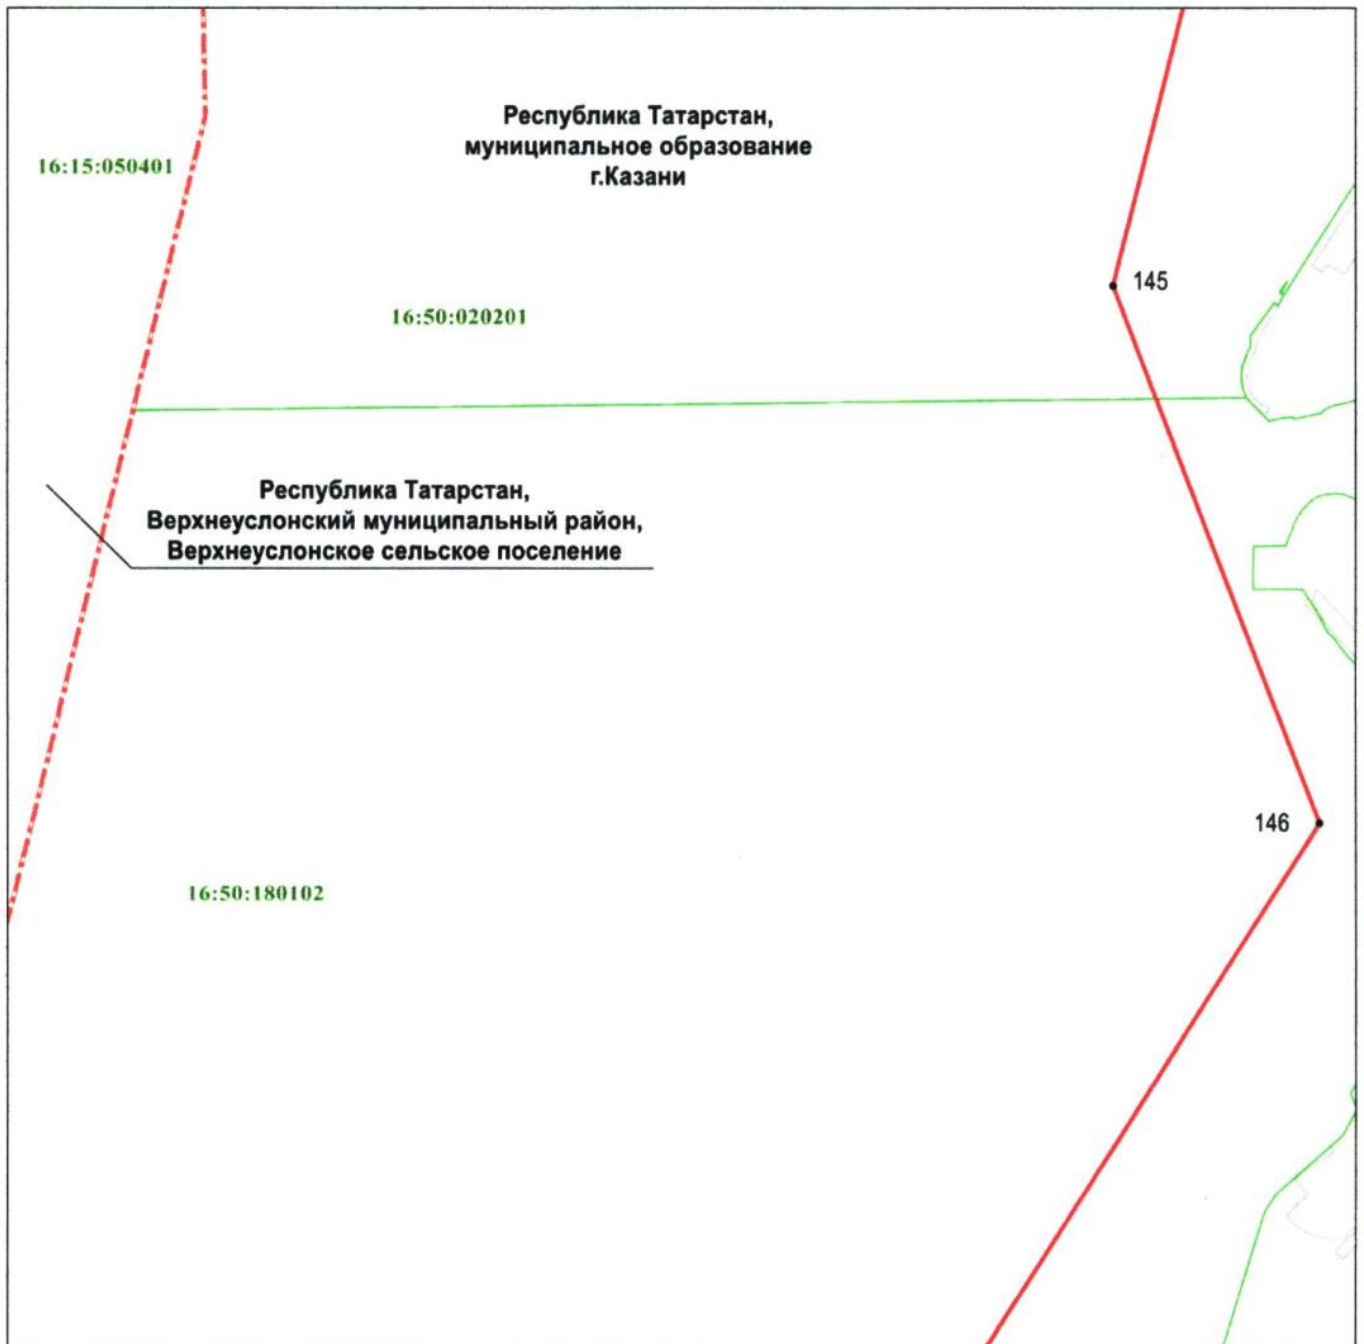 Республика Татарстан,
муниципальное образование
г.Казани
16:15:050401
145
16:50:020201
Республика Татарстан,
Верхнеуслонский муниципальный район,
Верхнеуслонское сельское поселение
146
16:50:180102